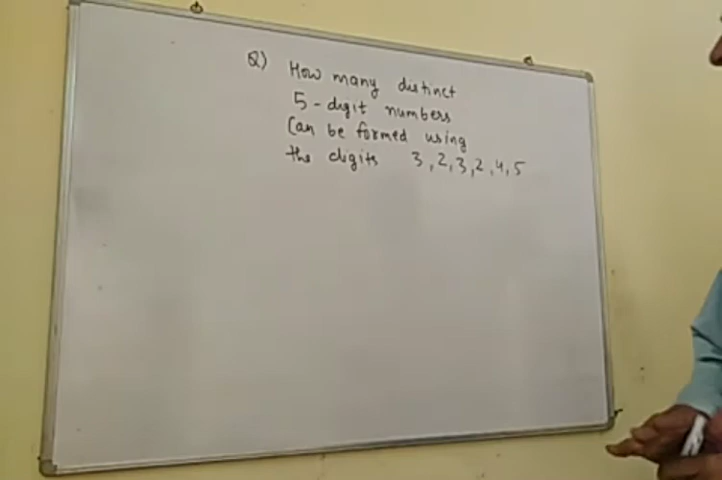 Q) How many distinct
5-digit numbers
Can be formed using
the digits 3,2,3,2,4,5